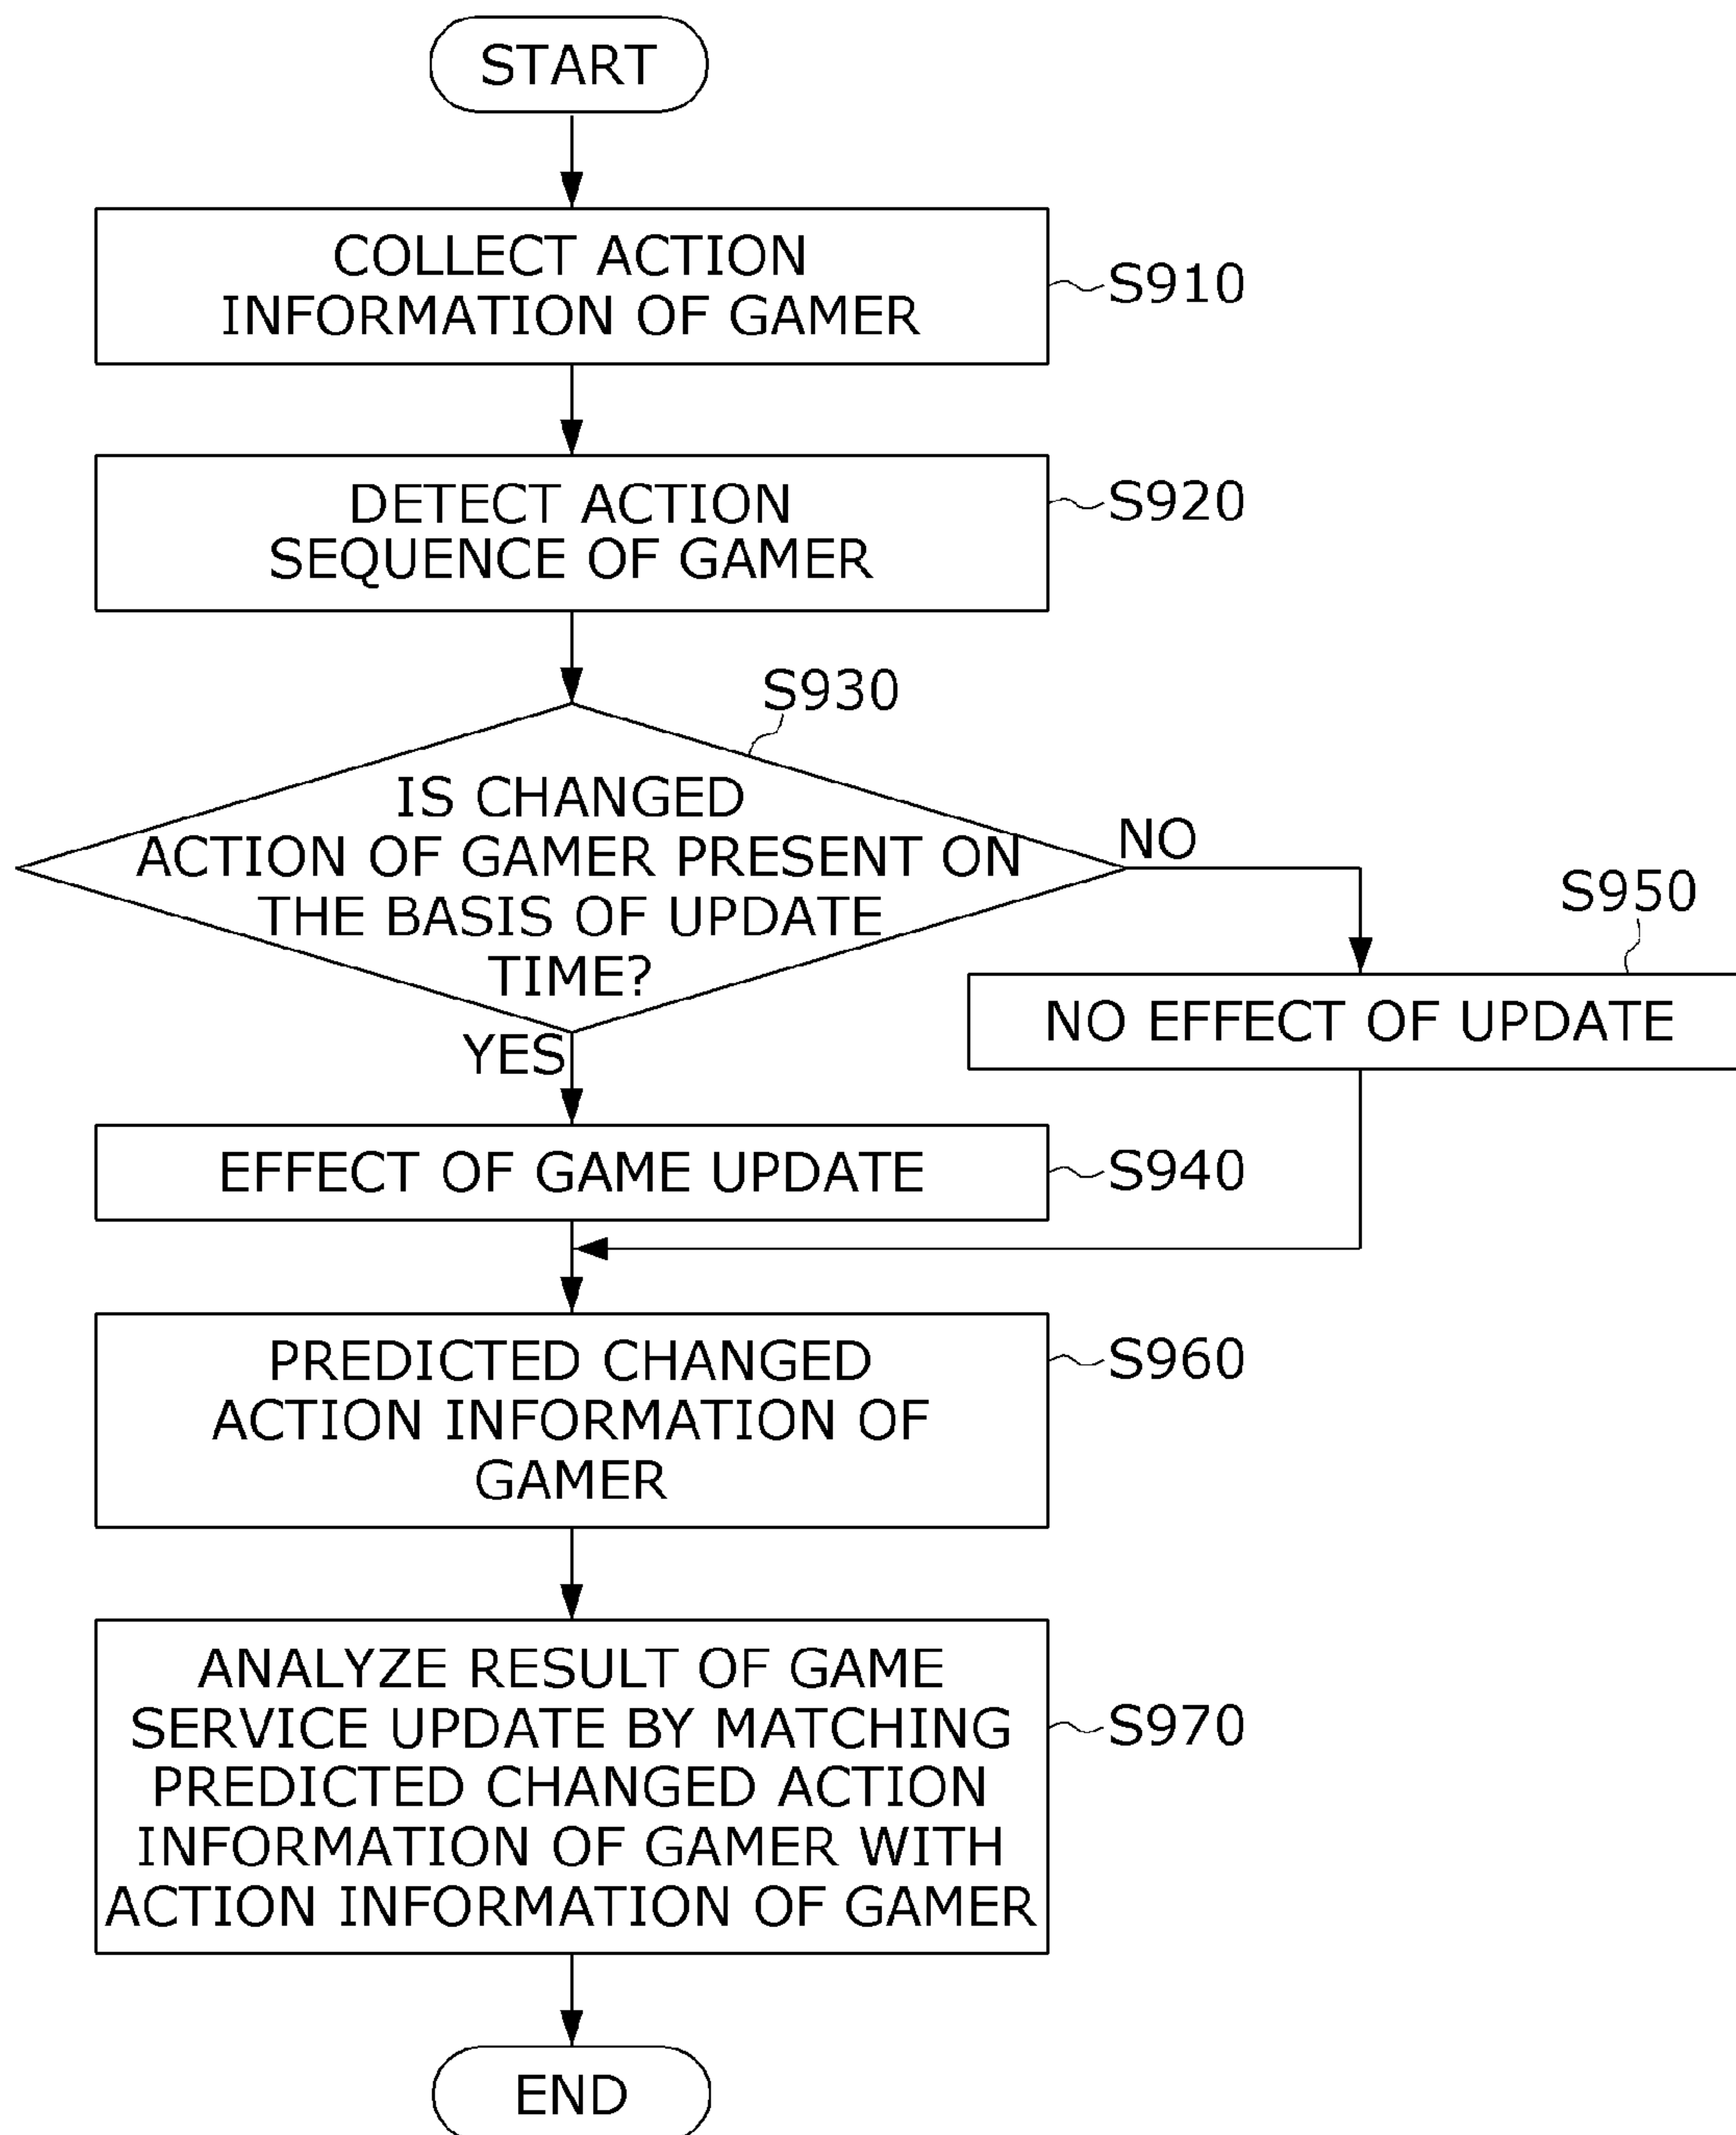 START
COLLECT ACTION
INFORMATION OF GAMER
S910
DETECT ACTION
SEQUENCE OF GAMER
S920
S930
IS CHANGED
ACTION OF GAMER PRESENT ON
THE BASIS OF UPDATE
TIME?
NO
S950
NO EFFECT OF UPDATE
YES
EFFECT OF GAME UPDATE
S940
PREDICTED CHANGED
ACTION INFORMATION OF
GAMER
S960
ANALYZE RESULT OF GAME
SERVICE UPDATE BY MATCHING
PREDICTED CHANGED ACTION
INFORMATION OF GAMER WITH
ACTION INFORMATION OF GAMER
S970
END